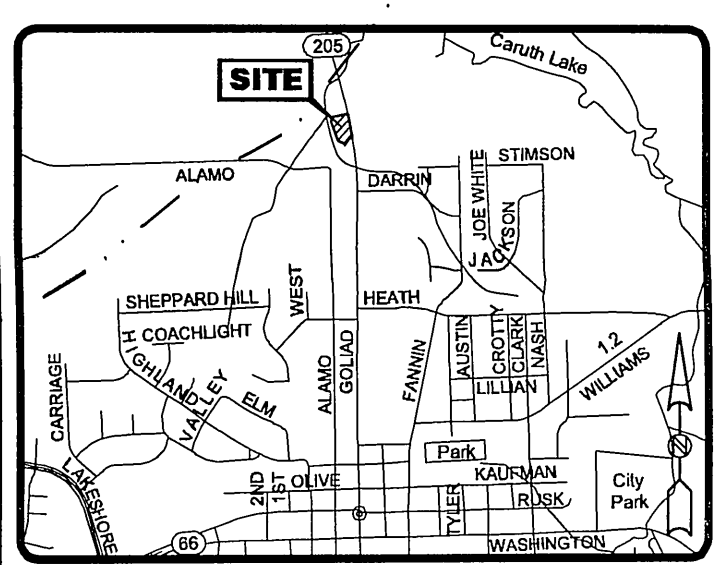 205
Caruth Lake
SITE
ALAMO
DARRIN
STIMSON
JOE WHITE
JACKSON
SHEPPARD HILL
WEST
HEATH
COACHLIGHT
HIGHLAND
CARRIAGE
VALLEY
ELM
ALAMO
GOLIAD
FANNIN
AUSTIN
CROTTY
CLARK
NASH
LILLIAN
1.2
WILLIAMS
LAKESHORE
2ND
1ST
OLIVE
Park
KAUFMAN
TYLER
RUSK
City
Park
66
WASHINGTON